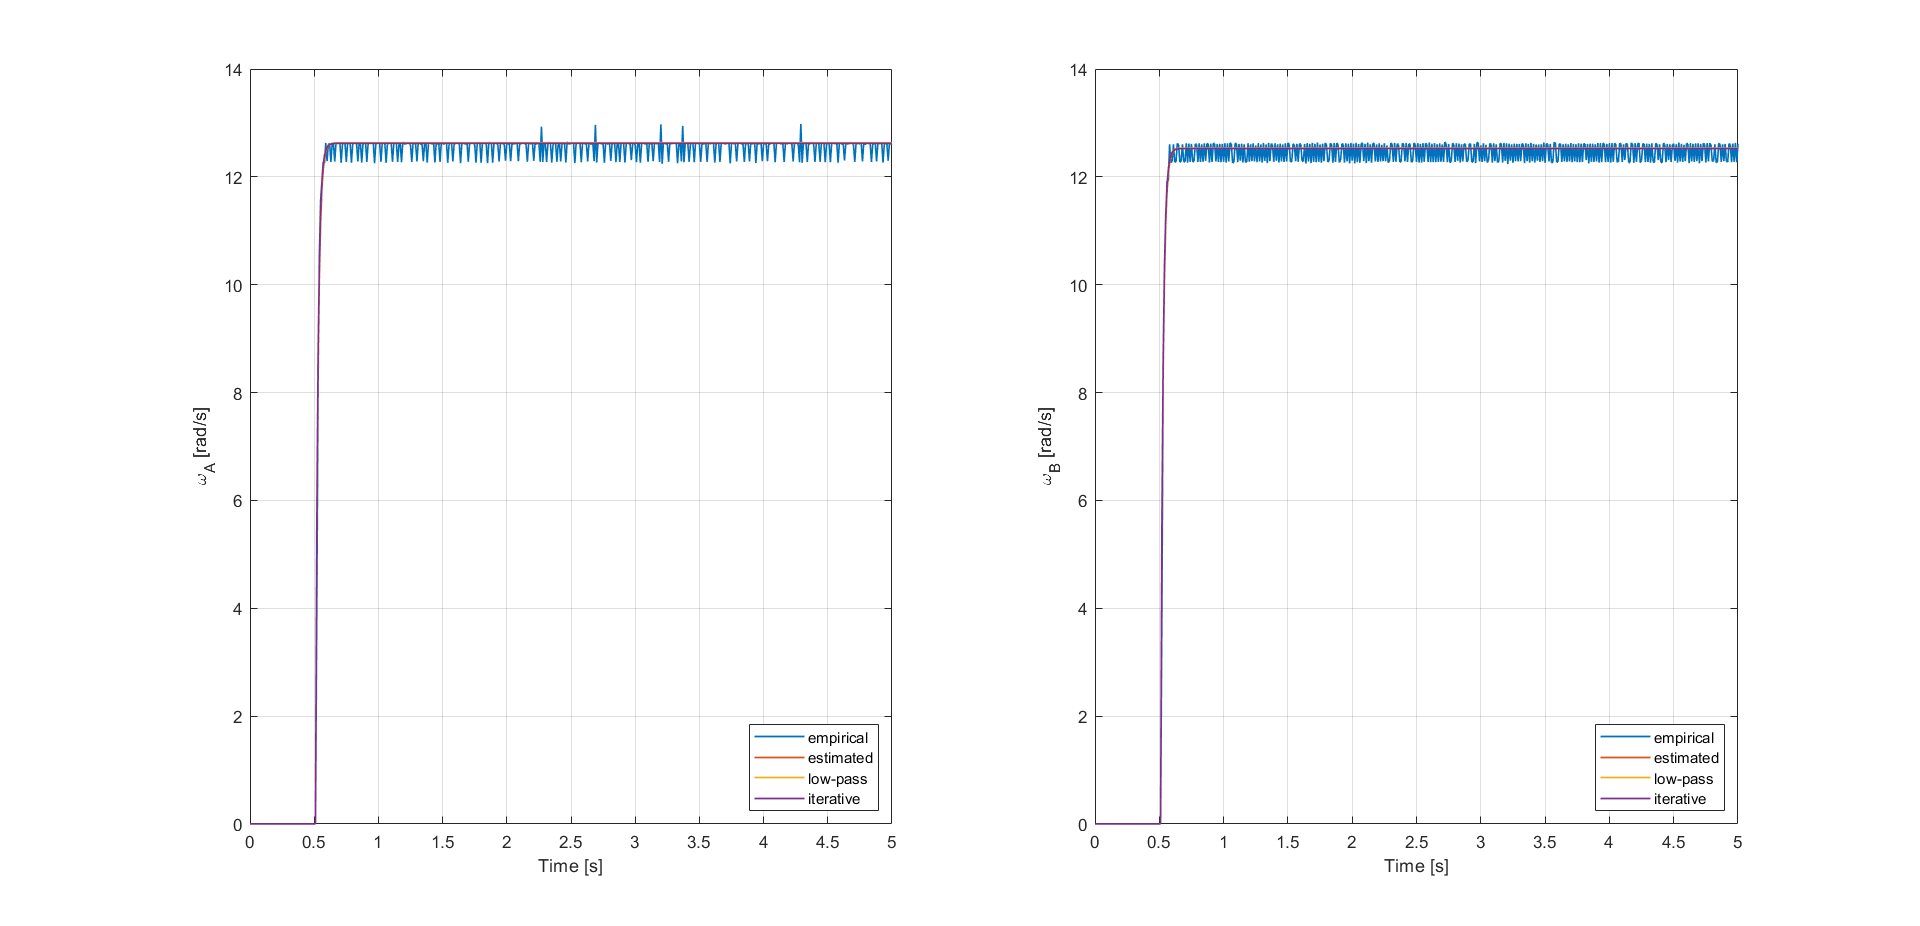 14
12
10
8
6
4
2
0
ω_A [rad/s]
0 0.5 1 1.5 2 2.5 3 3.5 4 4.5 5
Time [s]
empirical
estimated
low-pass
iterative
14
12
10
8
6
4
2
0
ω_B [rad/s]
0 0.5 1 1.5 2 2.5 3 3.5 4 4.5 5
Time [s]
empirical
estimated
low-pass
iterative